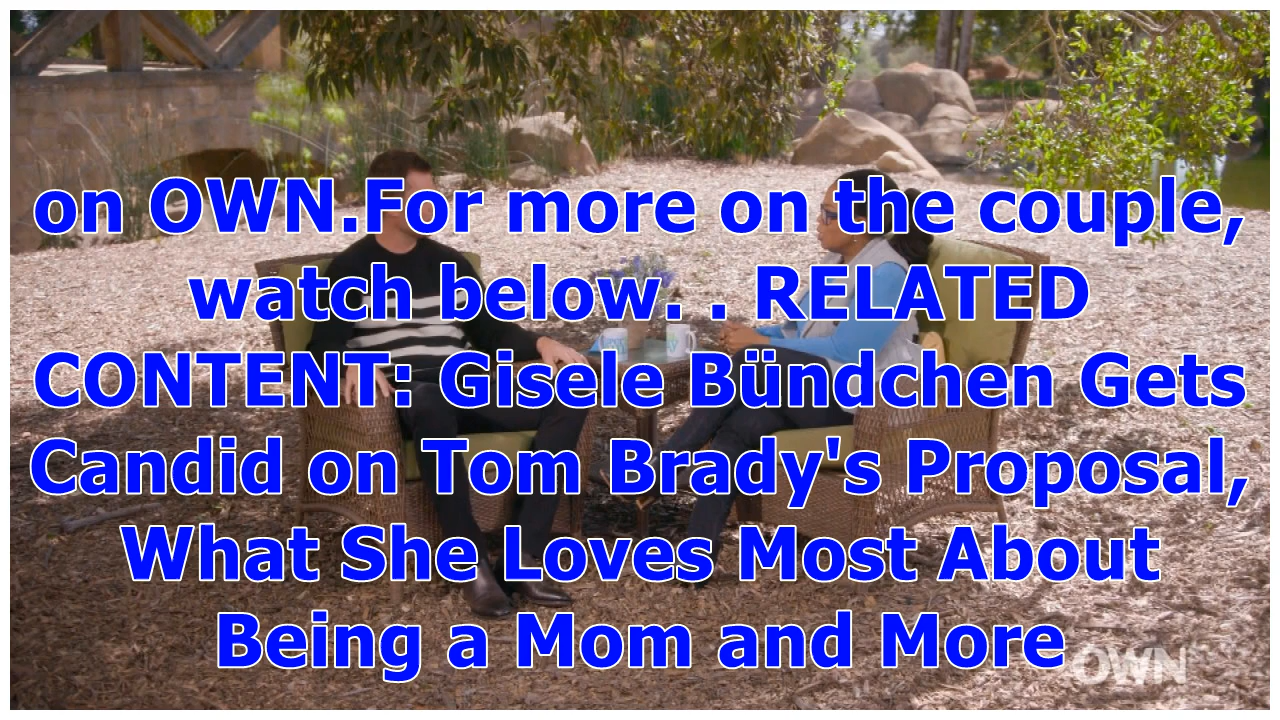 on OWN.For more on the couple,
watch below. . RELATED
CONTENT: Gisele Bündchen Gets
Candid on Tom Brady's Proposal,
What She Loves Most About
Being a Mom and More
OWN